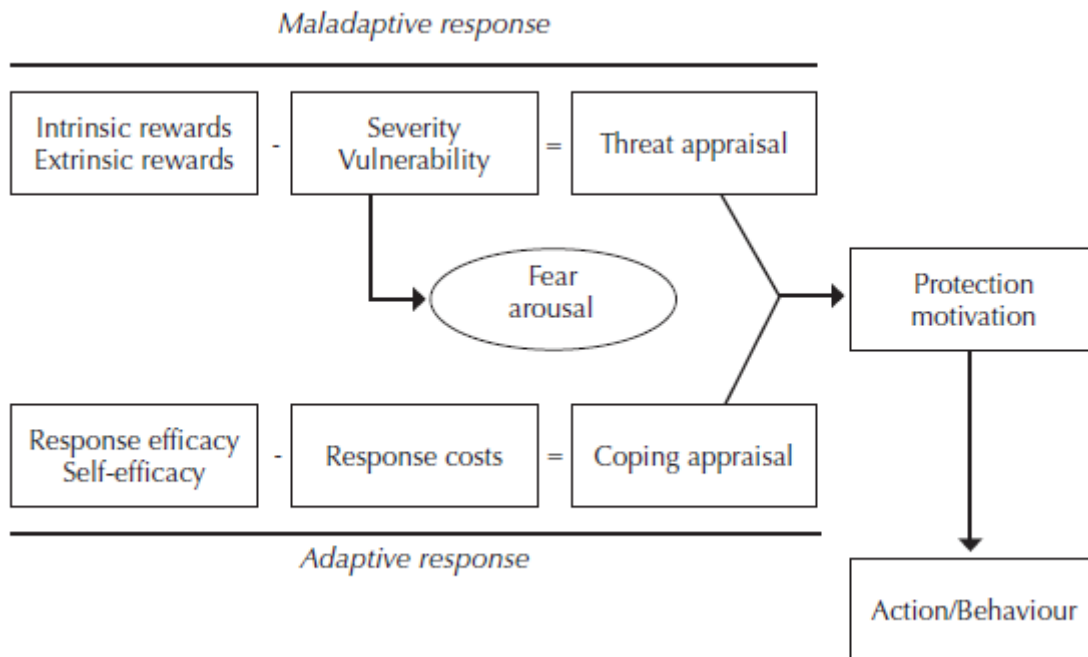 Maladaptive response
Intrinsic rewards
Extrinsic rewards
-
Severity
Vulnerability
=
Threat appraisal
Fear
arousal
Protection
motivation
Response efficacy
Self-efficacy
-
Response costs
=
Coping appraisal
Adaptive response
Action/Behaviour